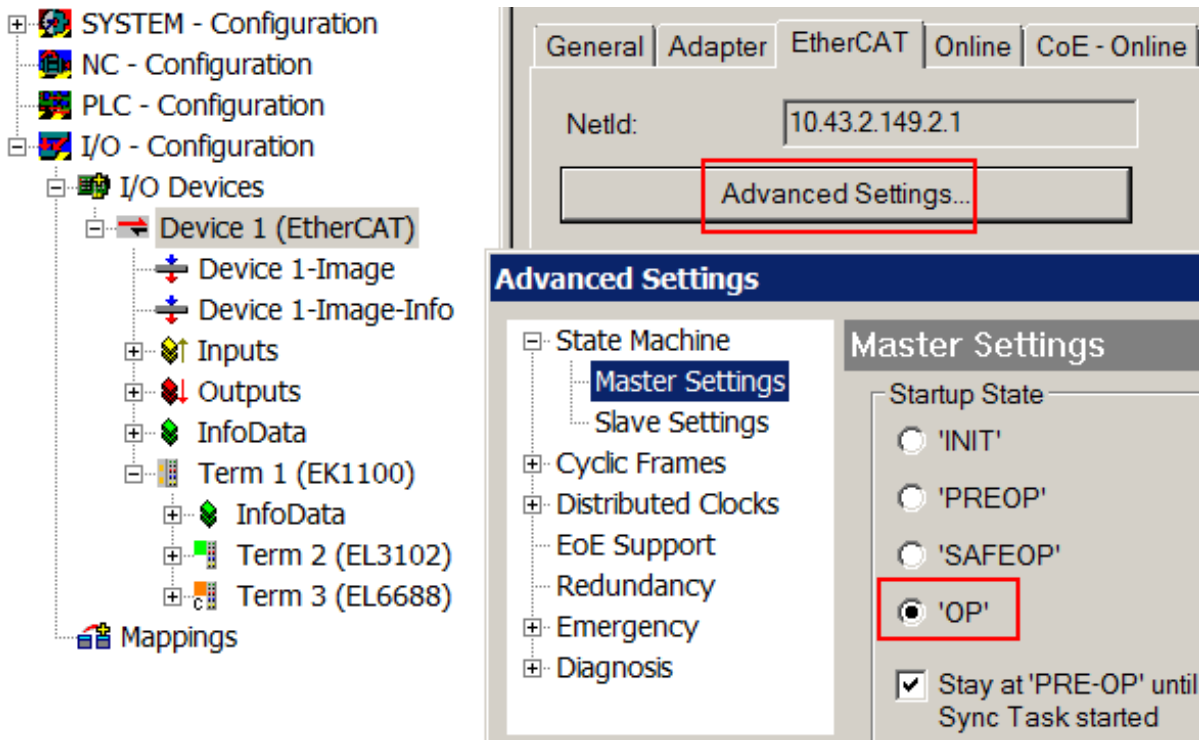 SYSTEM - Configuration
NC - Configuration
PLC - Configuration
I/O - Configuration
I/O Devices
Device 1 (EtherCAT)
Device 1-Image
Device 1-Image-Info
Inputs
Outputs
InfoData
Term 1 (EK1100)
InfoData
Term 2 (EL3102)
C
Term 3 (EL6688)
Mappings
General Adapter EtherCAT Online CoE - Online
NetId: 10.43.2.149.2.1
Advanced Settings...
Advanced Settings
State Machine
Master Settings
Slave Settings
Cyclic Frames
Distributed Clocks
EoE Support
Redundancy
Emergency
Diagnosis
Master Settings
Startup State
'INIT'
'PREOP'
'SAFEOP'
'OP'
Stay at 'PRE-OP' until
Sync Task started